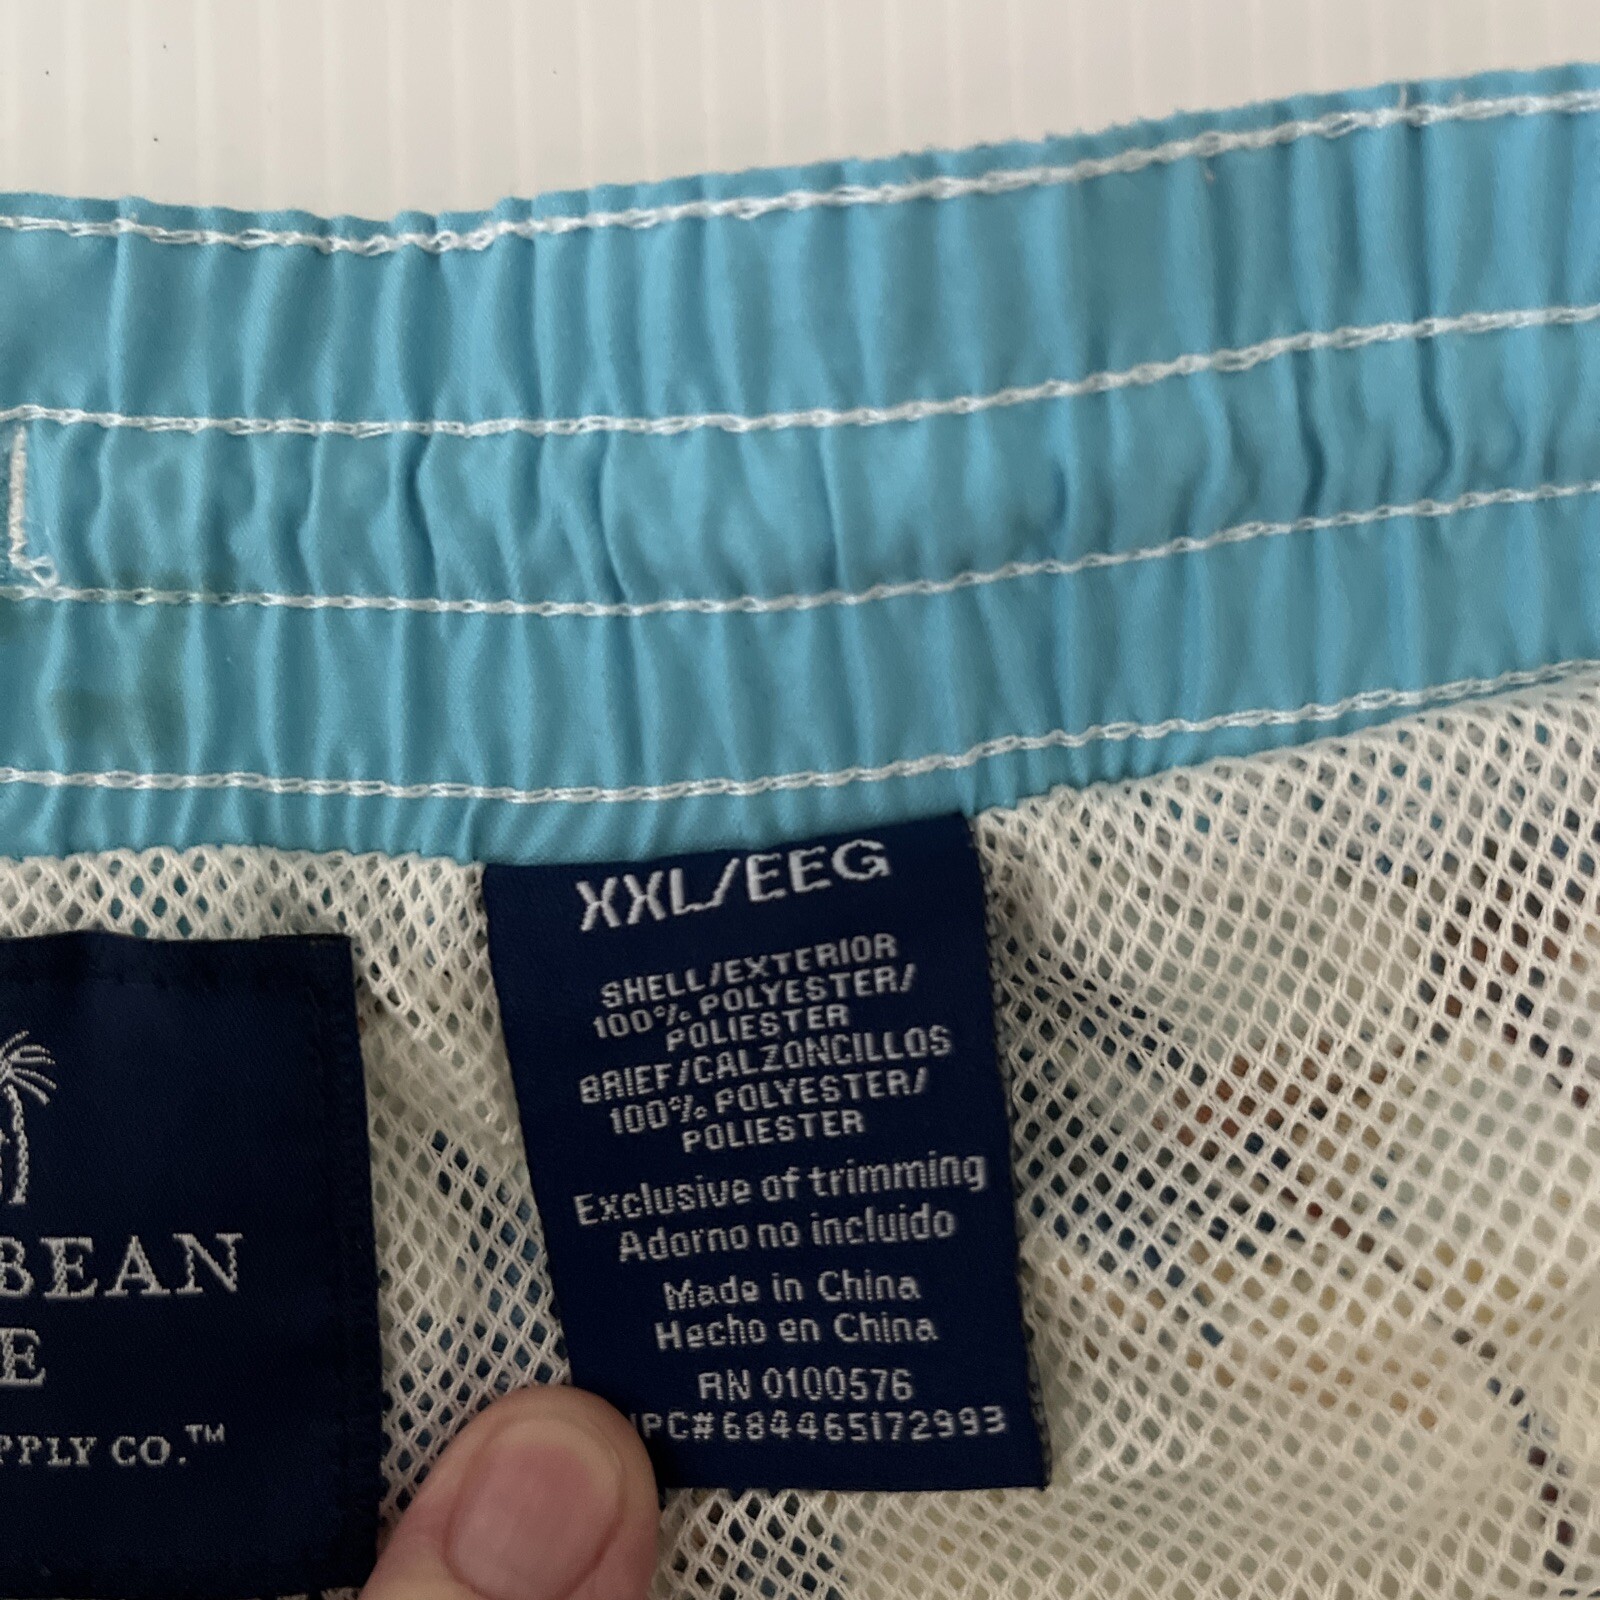 XXL/EEG
SHELL/EXTERIOR
100% POLYESTER/
POLIESTER
BRIEF/CALZONCILLOS
100% POLYESTER/
POLIESTER
Exclusive of trimming
Adorno no incluido
Made in China
Hecho en China
RN 0100576
PC#684465172993
BEAN
E
PPLY CO.™